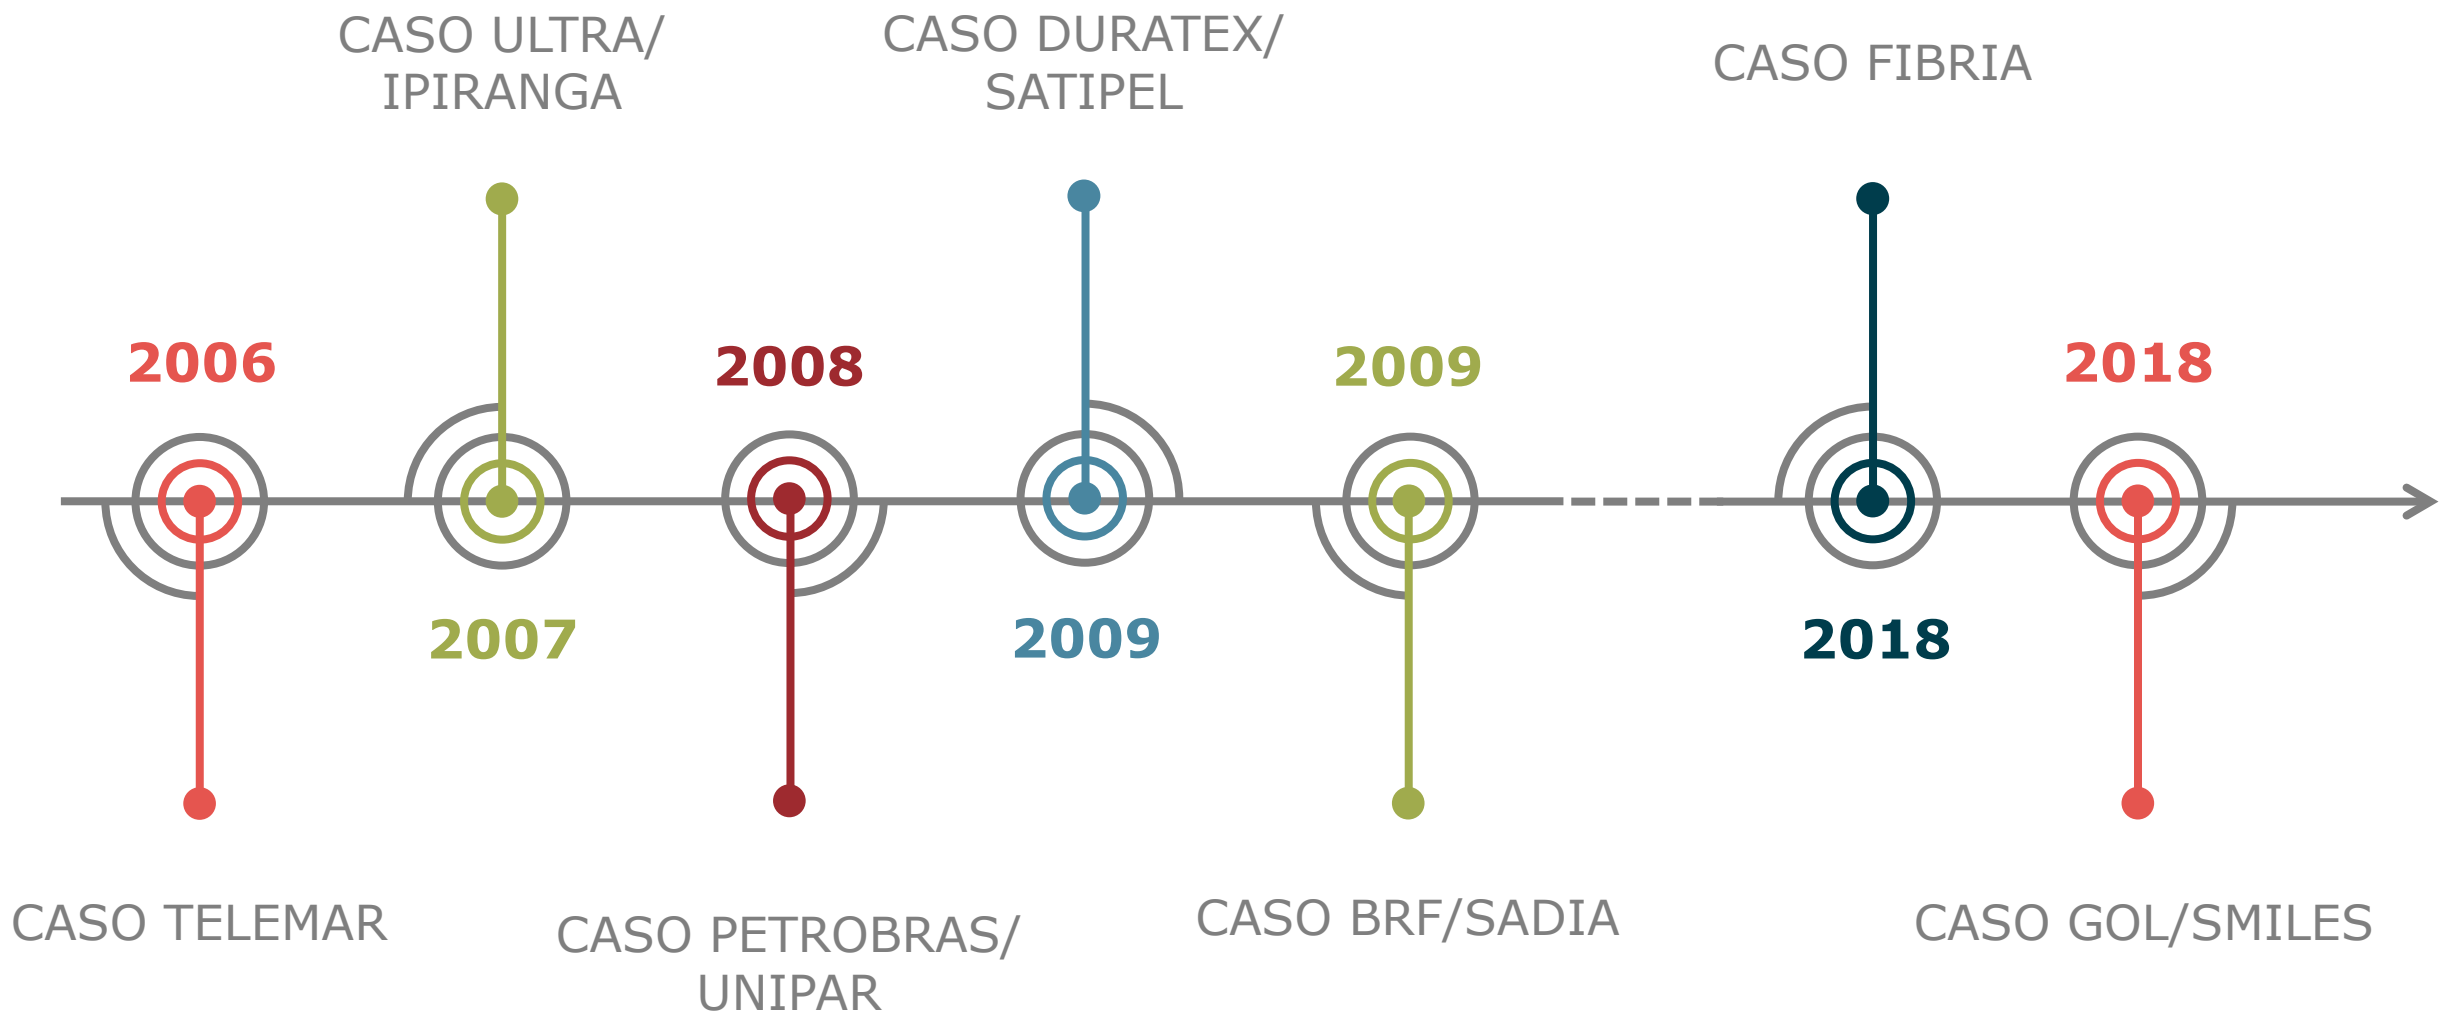 CASO ULTRA/
IPIRANGA
CASO DURATEX/
SATIPEL
CASO FIBRIA
2006
2008
2009
2018
2007
2009
2018
CASO TELEMAR
CASO PETROBRAS/
UNIPAR
CASO BRF/SADIA
CASO GOL/SMILES